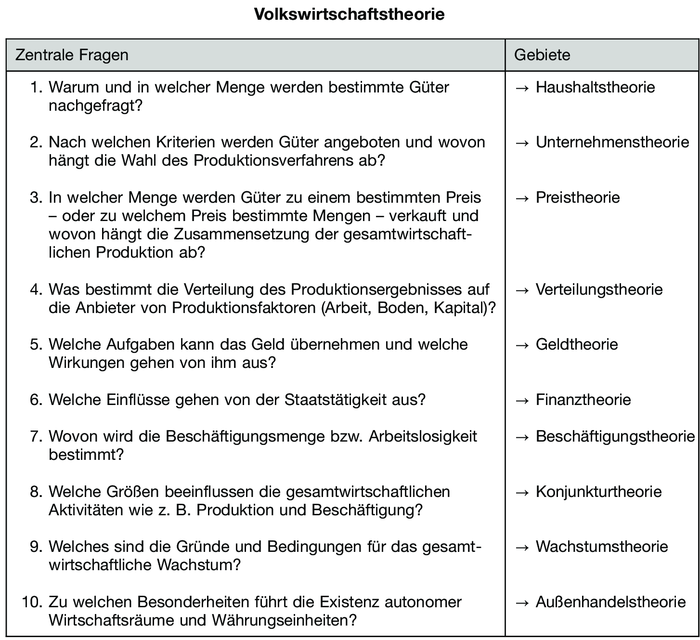 Volkswirtschaftstheorie
Zentrale Fragen
Gebiete
1. Warum und in welcher Menge werden bestimmte Güter
nachgefragt?
→ Haushaltstheorie
2. Nach welchen Kriterien werden Güter angeboten und wovon
hängt die Wahl des Produktionsverfahrens ab?
→ Unternehmenstheorie
3. In welcher Menge werden Güter zu einem bestimmten Preis
– oder zu welchem Preis bestimmte Mengen – verkauft und
wovon hängt die Zusammensetzung der gesamtwirtschaft-
lichen Produktion ab?
→ Preistheorie
4. Was bestimmt die Verteilung des Produktionsergebnisses auf
die Anbieter von Produktionsfaktoren (Arbeit, Boden, Kapital)?
→ Verteilungstheorie
5. Welche Aufgaben kann das Geld übernehmen und welche
Wirkungen gehen von ihm aus?
→ Geldtheorie
6. Welche Einflüsse gehen von der Staatstätigkeit aus?
→ Finanztheorie
7. Wovon wird die Beschäftigungsmenge bzw. Arbeitslosigkeit
bestimmt?
→ Beschäftigungstheorie
8. Welche Größen beeinflussen die gesamtwirtschaftlichen
Aktivitäten wie z. B. Produktion und Beschäftigung?
→ Konjunkturtheorie
9. Welches sind die Gründe und Bedingungen für das gesamt-
wirtschaftliche Wachstum?
→ Wachstumstheorie
10. Zu welchen Besonderheiten führt die Existenz autonomer
Wirtschaftsräume und Währungseinheiten?
→ Außenhandelstheorie